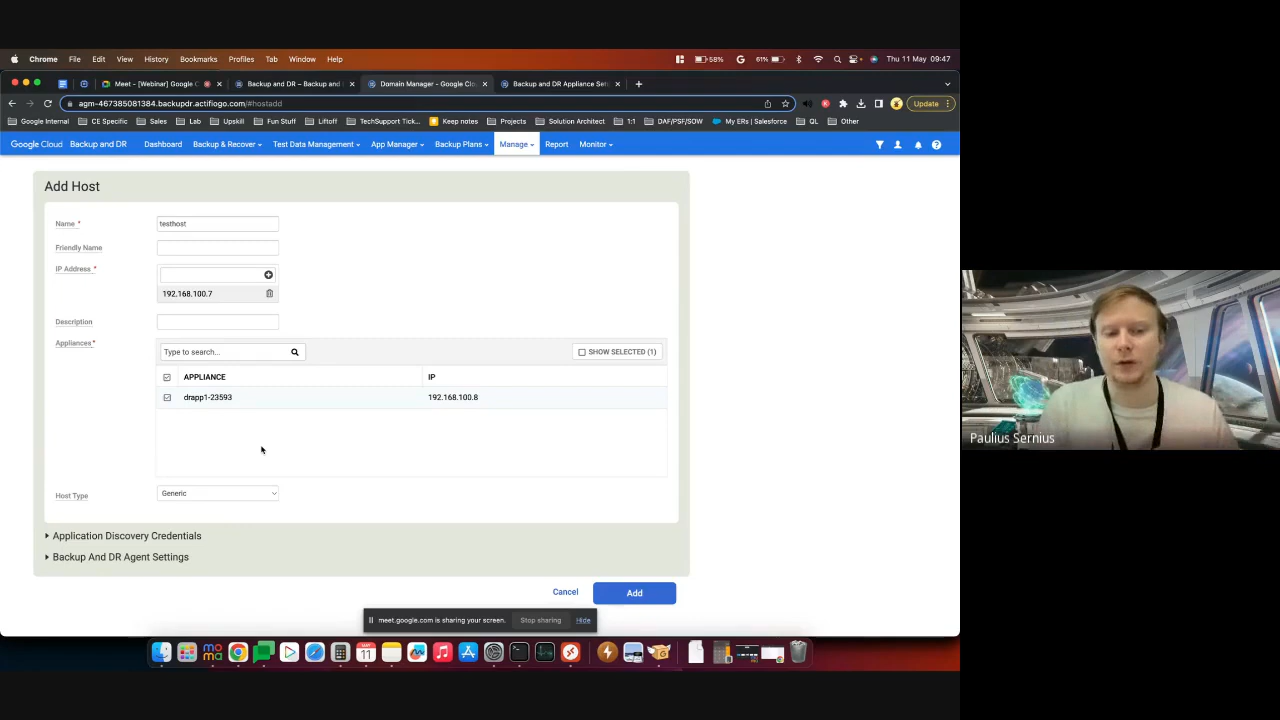 Chrome File Edit View History Bookmarks Profiles Tab Window Help 58% 61% Thu 11 May 09:47
Meet - [Webinar] Google C Backup and DR – Backup and Domain Manager - Google Clo Backup and DR Appliance Set
agm-467385081384.backupdr.actifiogo.com/#hostadd Update
Google Internal CE Specific Sales Lab Upskill Fun Stuff Liftoff TechSupport Tick... Keep notes Projects Solution Architect 1:1 DAF/PSF/SOW My ERs | Salesforce QL Other
Google Cloud Backup and DR Dashboard Backup & Recover Test Data Management App Manager Backup Plans Manage Report Monitor
Add Host
Name * testhost
Friendly Name
IP Address *
192.168.100.7
Description
Appliances* Type to search... SHOW SELECTED (1)
APPLIANCE IP
drapp1-23593 192.168.100.8
Host Type Generic
Application Discovery Credentials
Backup And DR Agent Settings
Cancel Add
meet.google.com is sharing your screen. Stop sharing Hide
Paulius Sernius